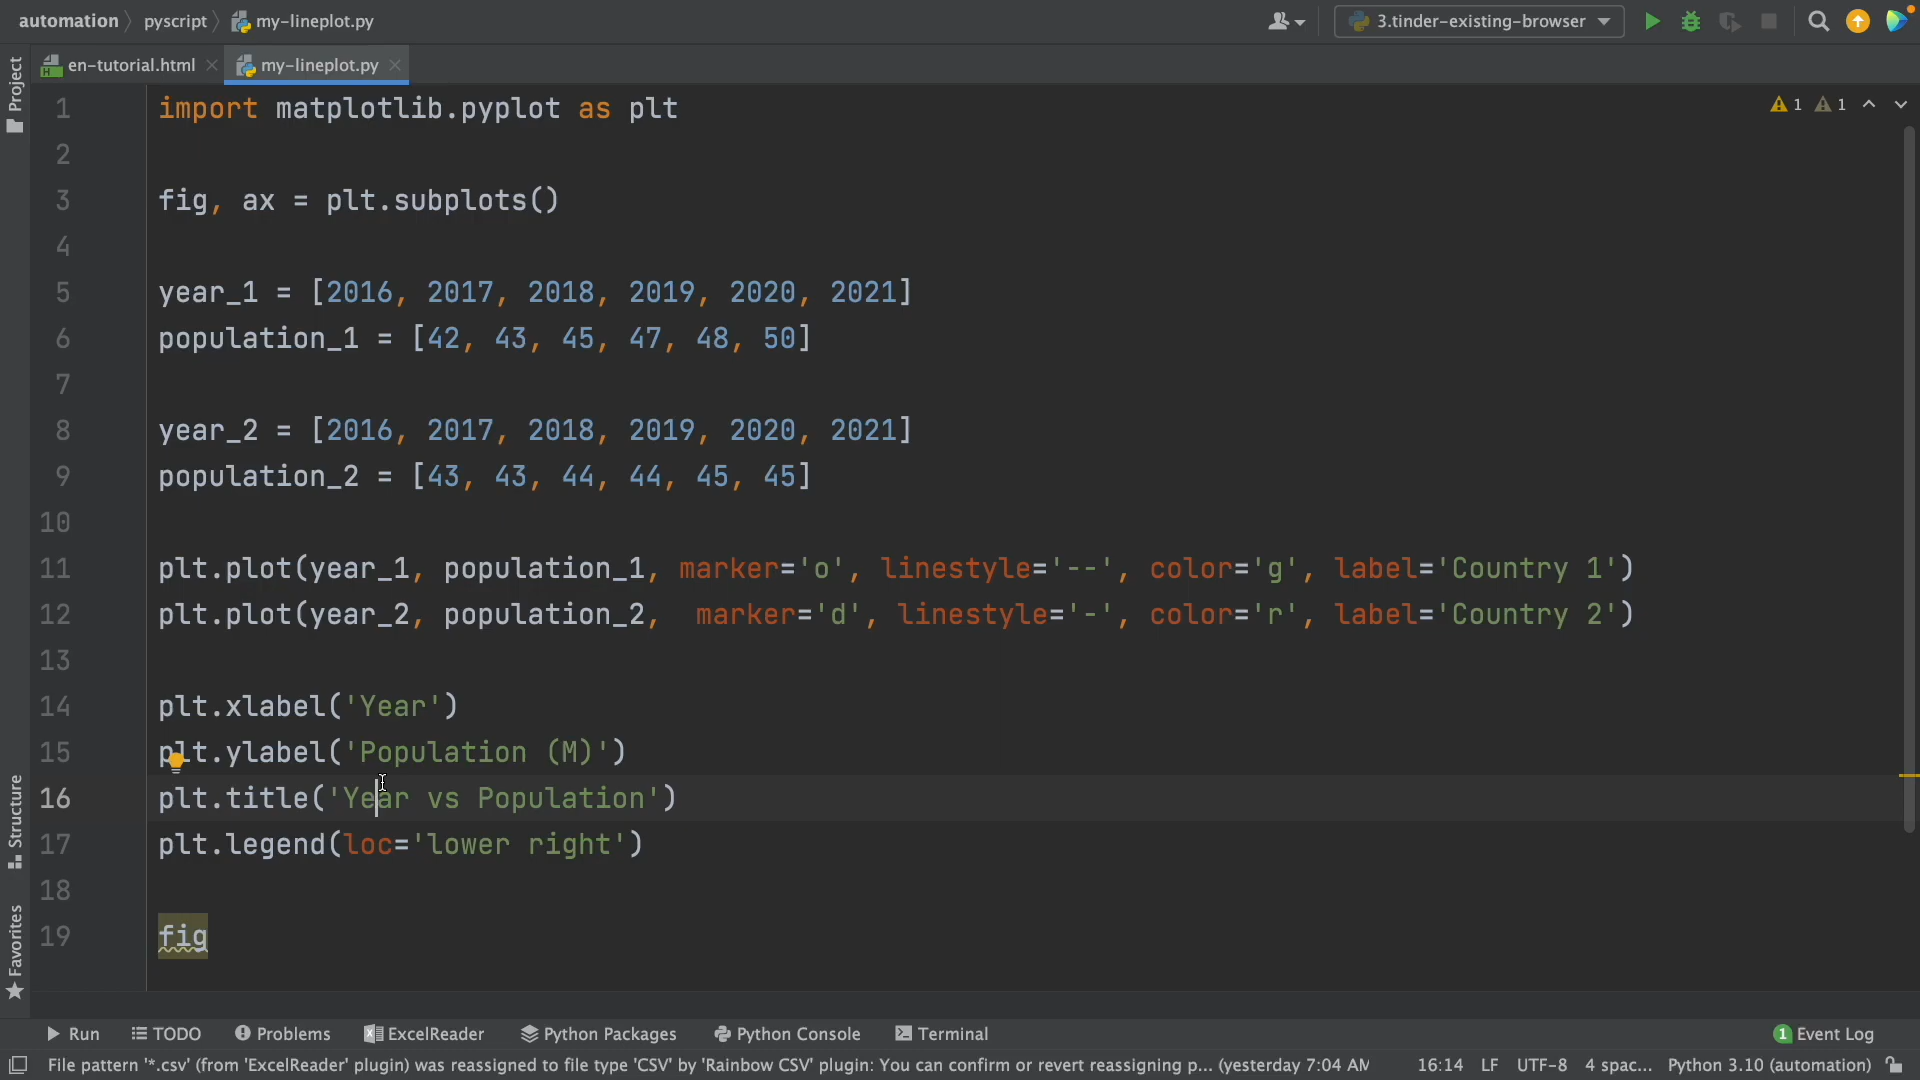 automation pyscript my-lineplot.py 3.tinder-existing-browser
en-tutorial.html my-lineplot.py
Project
1 import matplotlib.pyplot as plt
1 1
2
3 fig, ax = plt.subplots()
4
5 year_1 = [2016, 2017, 2018, 2019, 2020, 2021]
6 population_1 = [42, 43, 45, 47, 48, 50]
7
8 year_2 = [2016, 2017, 2018, 2019, 2020, 2021]
9 population_2 = [43, 43, 44, 44, 45, 45]
10
11 plt.plot(year_1, population_1, marker='o', linestyle='--', color='g', label='Country 1')
12 plt.plot(year_2, population_2,  marker='d', linestyle='-', color='r', label='Country 2')
13
14 plt.xlabel('Year')
15 plt.ylabel('Population (M)')
16 plt.title('Year vs Population')
17 plt.legend(loc='lower right')
18
19 fig
Structure
Favorites
Run TODO Problems ExcelReader Python Packages Python Console Terminal 1 Event Log
File pattern '*.csv' (from 'ExcelReader' plugin) was reassigned to file type 'CSV' by 'Rainbow CSV' plugin: You can confirm or revert reassigning p... (yesterday 7:04 AM 16:14 LF UTF-8 4 spac... Python 3.10 (automation)